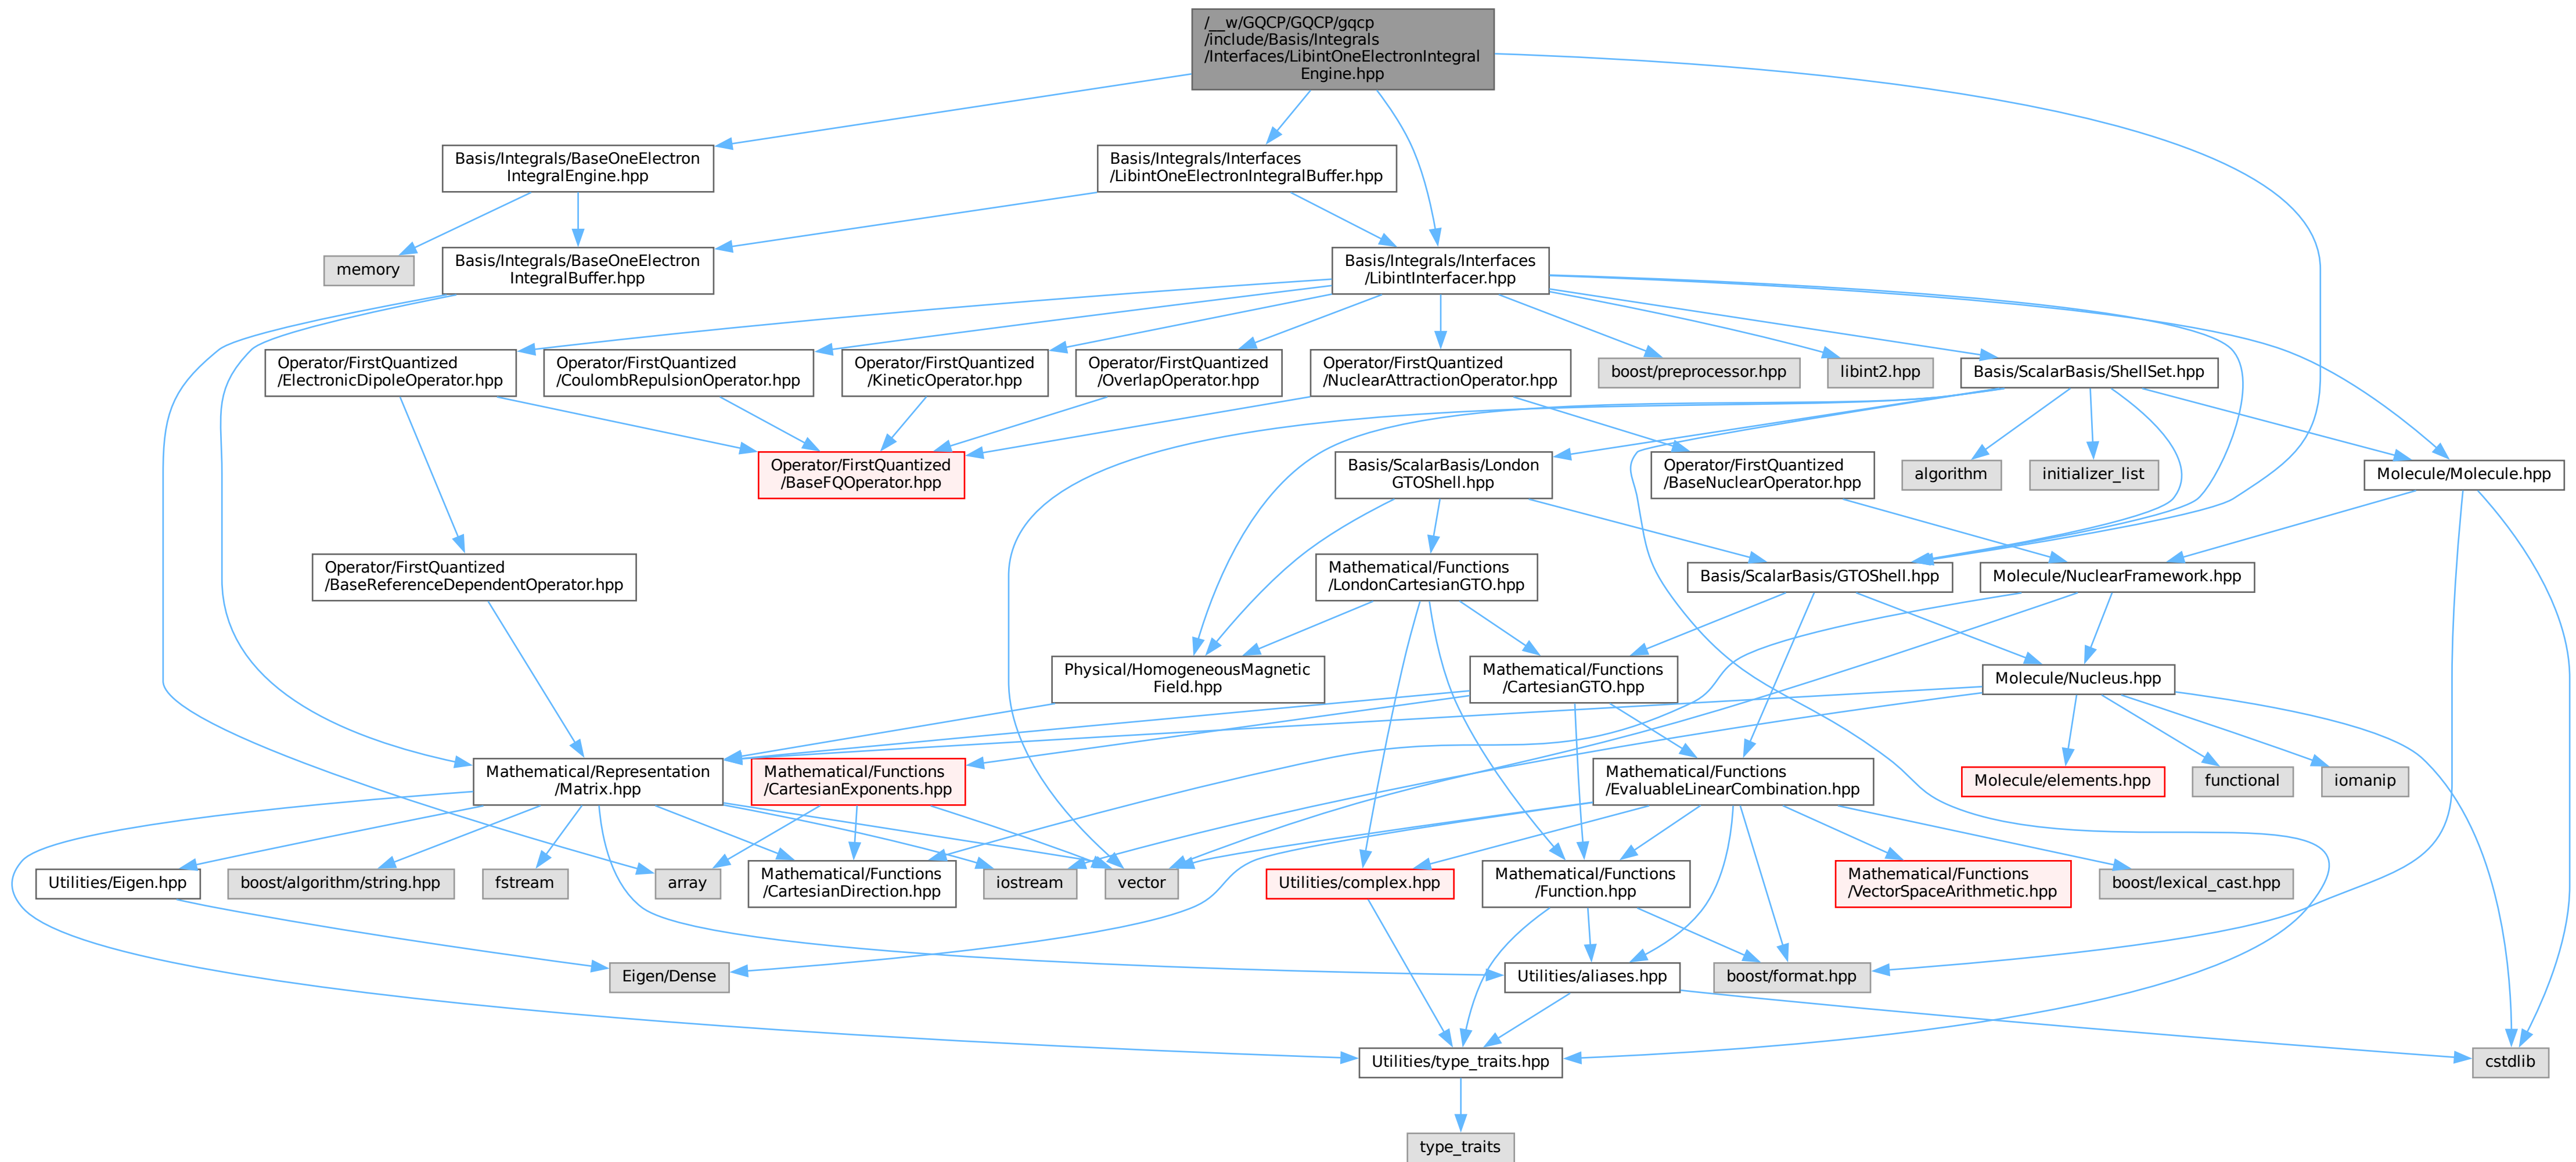 /__w/GQCP/GQCP/gqcp
/include/Basis/Integrals
/Interfaces/LibintOneElectronIntegral
Engine.hpp
Basis/Integrals/BaseOneElectron
IntegralEngine.hpp
Basis/Integrals/Interfaces
/LibintOneElectronIntegralBuffer.hpp
memory
Basis/Integrals/BaseOneElectron
IntegralBuffer.hpp
Basis/Integrals/Interfaces
/LibintInterfacer.hpp
Operator/FirstQuantized
/ElectronicDipoleOperator.hpp
Operator/FirstQuantized
/CoulombRepulsionOperator.hpp
Operator/FirstQuantized
/KineticOperator.hpp
Operator/FirstQuantized
/OverlapOperator.hpp
Operator/FirstQuantized
/NuclearAttractionOperator.hpp
boost/preprocessor.hpp
libint2.hpp
Basis/ScalarBasis/ShellSet.hpp
Operator/FirstQuantized
/BaseFQOperator.hpp
Basis/ScalarBasis/London
GTOShell.hpp
Operator/FirstQuantized
/BaseNuclearOperator.hpp
algorithm
initializer_list
Molecule/Molecule.hpp
Operator/FirstQuantized
/BaseReferenceDependentOperator.hpp
Mathematical/Functions
/LondonCartesianGTO.hpp
Basis/ScalarBasis/GTOShell.hpp
Molecule/NuclearFramework.hpp
Physical/HomogeneousMagnetic
Field.hpp
Mathematical/Functions
/CartesianGTO.hpp
Molecule/Nucleus.hpp
Mathematical/Representation
/Matrix.hpp
Mathematical/Functions
/CartesianExponents.hpp
Mathematical/Functions
/EvaluableLinearCombination.hpp
Molecule/elements.hpp
functional
iomanip
Utilities/Eigen.hpp
boost/algorithm/string.hpp
fstream
array
Mathematical/Functions
/CartesianDirection.hpp
iostream
vector
Utilities/complex.hpp
Mathematical/Functions
/Function.hpp
Mathematical/Functions
/VectorSpaceArithmetic.hpp
boost/lexical_cast.hpp
Eigen/Dense
Utilities/aliases.hpp
boost/format.hpp
Utilities/type_traits.hpp
cstdlib
type_traits